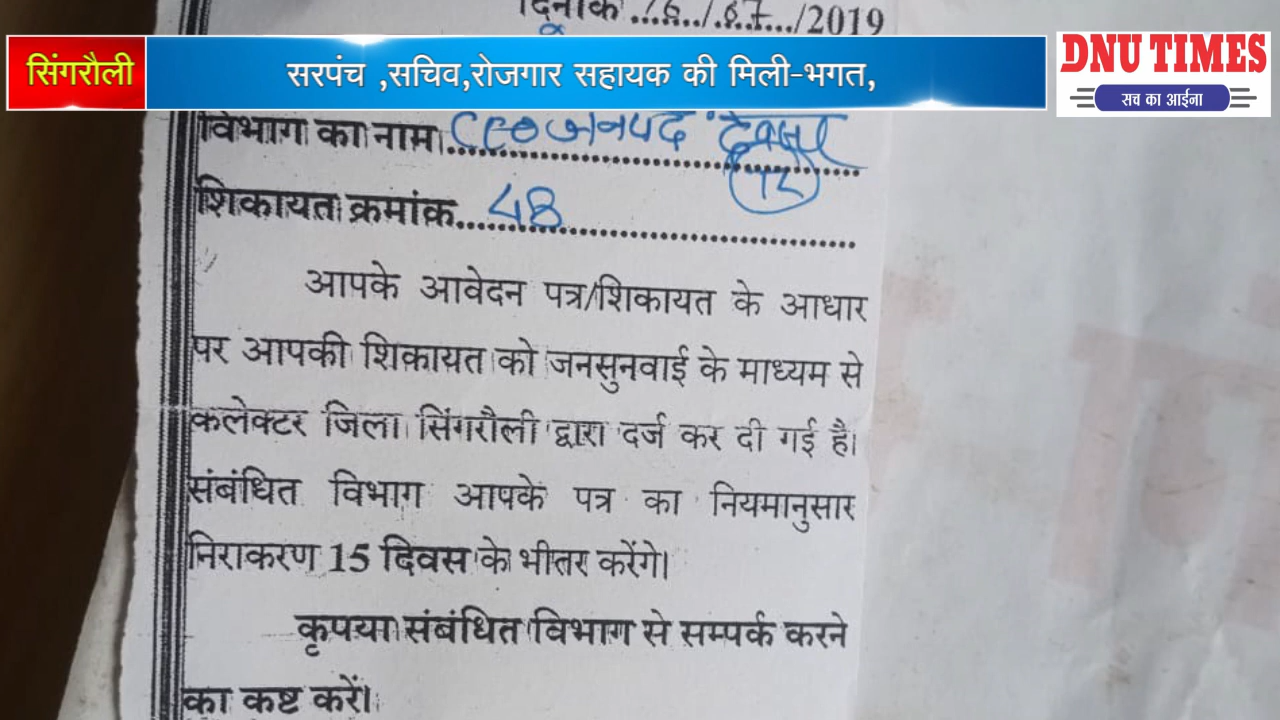 दिनांक 16/07/2019
सिंगरौली
सरपंच ,सचिव,रोजगार सहायक की मिली-भगत,
DNU TIMES
सच का आईना
विभाग का नाम CEO जनपद
शिकायत क्रमांक 48
आपके आवेदन पत्र/शिकायत के आधार
पर आपकी शिकायत को जनसुनवाई के माध्यम से
कलेक्टर जिला सिंगरौली द्वारा दर्ज कर दी गई है।
संबंधित विभाग आपके पत्र का नियमानुसार
निराकरण 15 दिवस के भीतर करेंगे।
कृपया संबंधित विभाग से सम्पर्क करने
का कष्ट करें।